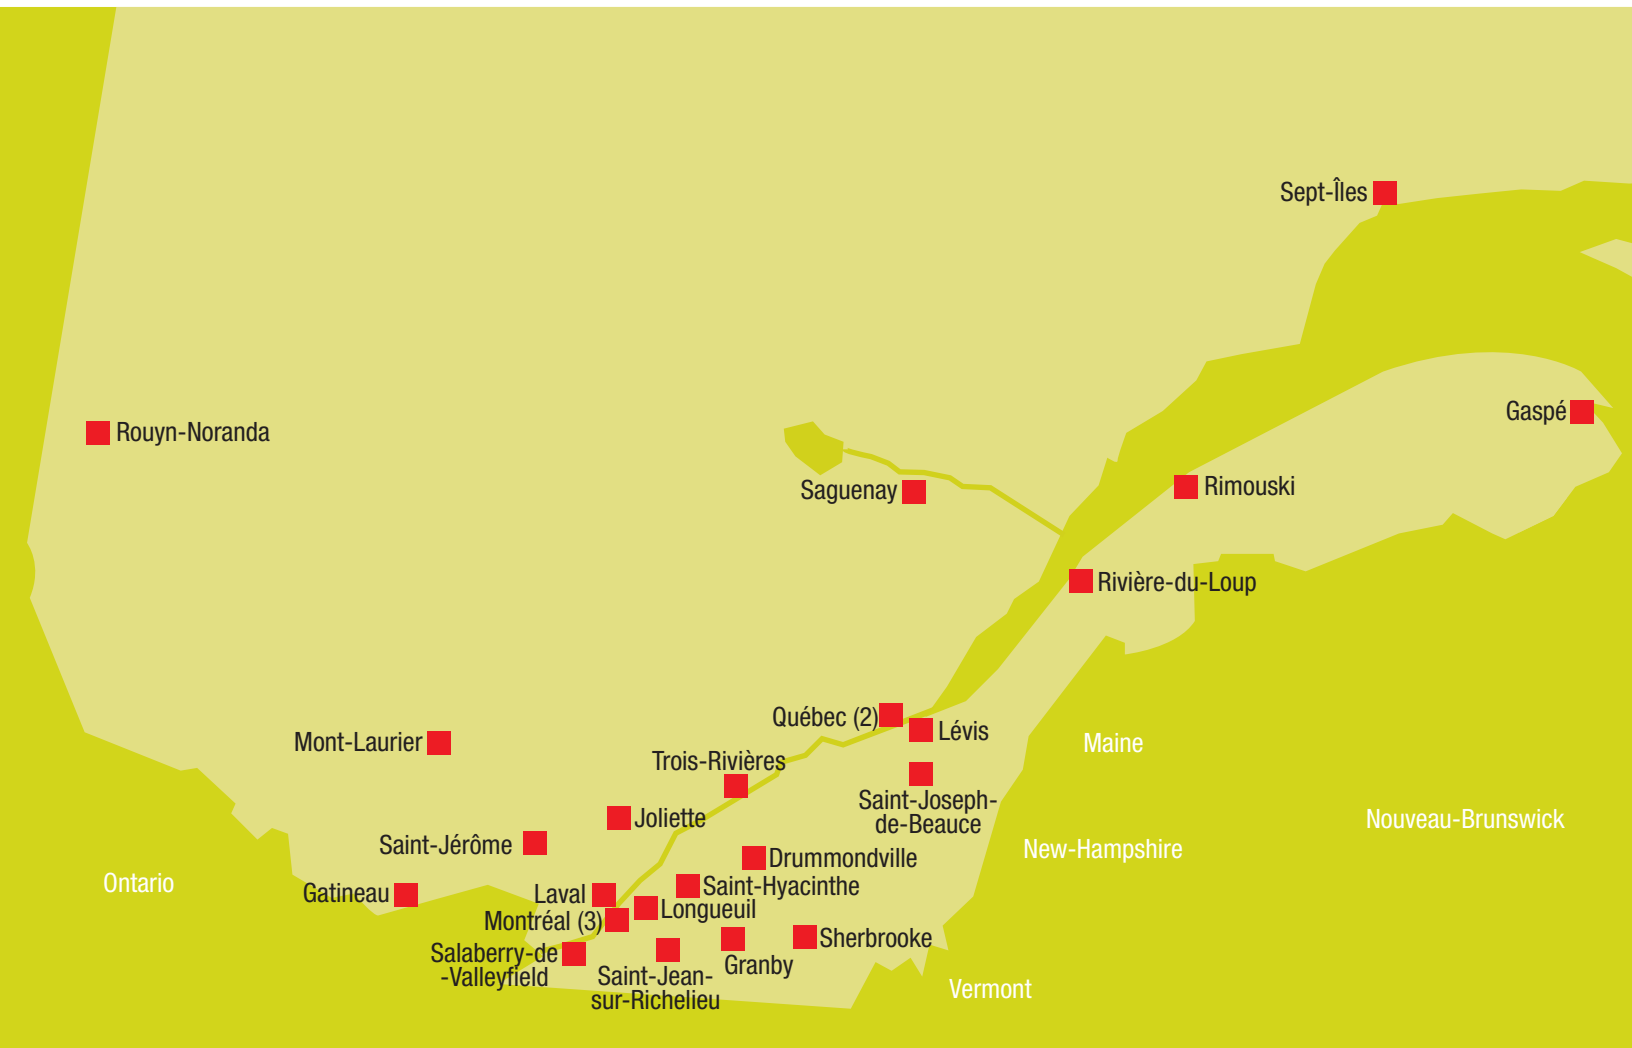 Sept-Îles
Gaspé
Rouyn-Noranda
Saguenay
Rimouski
Rivière-du-Loup
Québec (2)
Lévis
Mont-Laurier
Maine
Trois-Rivières
Saint-Joseph-
de-Beauce
Joliette
Nouveau-Brunswick
Saint-Jérôme
New-Hampshire
Drummondville
Ontario
Gatineau
Laval
Saint-Hyacinthe
Longueuil
Montréal (3)
Sherbrooke
Salaberry-de
-Valleyfield
Granby
Saint-Jean-
sur-Richelieu
Vermont